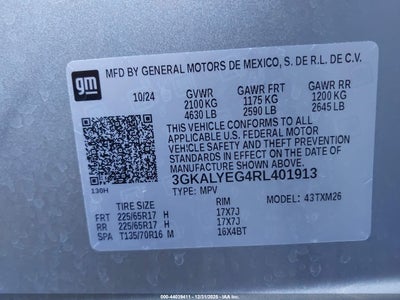 gm
MFD BY GENERAL MOTORS DE MEXICO, S. DE R.L. DE C.V.
10/24 GVWR GAWR FRT GAWR RR
2100 KG 1175 KG 1200 KG
4630 LB 2590 LB 2645 LB
THIS VEHICLE CONFORMS TO ALL
APPLICABLE U.S. FEDERAL MOTOR
VEHICLE SAFETY AND THEFT PREVENTION
STANDARDS IN EFFECT ON THE DATE OF
MANUFACTURE SHOWN ABOVE.
3GKALYEG4RL401913
TYPE: MPV
MODEL: 43TXM26
TIRE SIZE RIM
FRT 225/65R17 H 17X7J
RR 225/65R17 H 17X7J
SPA T135/70R16 M 16X4BT
000-44039411 - 12/31/2025 - IAAI.COM